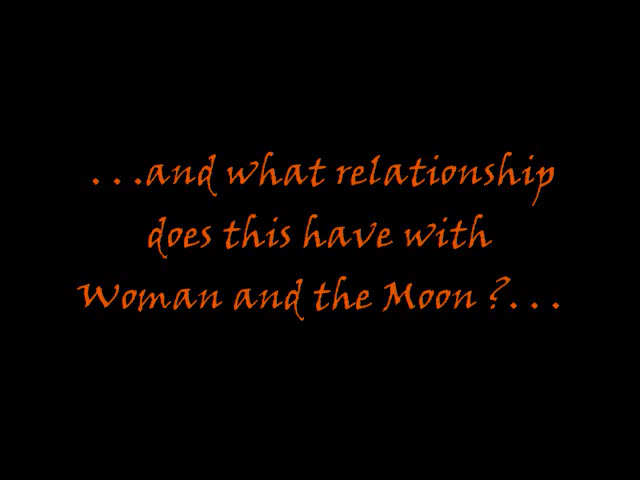 . . .and what relationship
does this have with
Woman and the Moon ?. . .